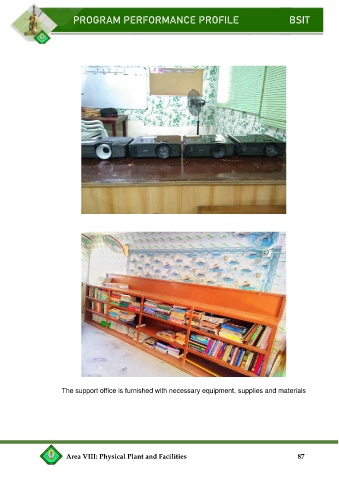 PROGRAM PERFORMANCE PROFILE BSIT
The support office is furnished with necessary equipment, supplies and materials
Area VIII: Physical Plant and Facilities 87